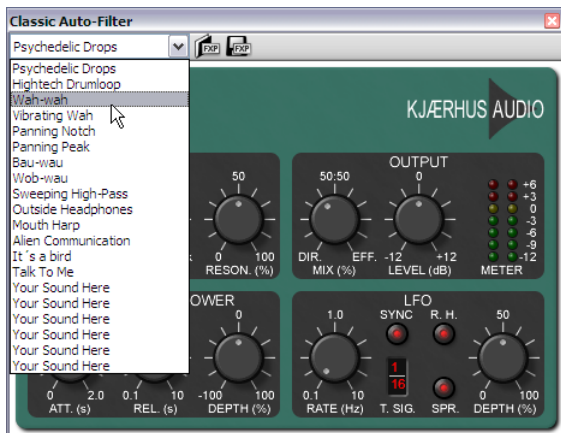 Classic Auto-Filter
Psychedelic Drops
FXP FXP
Psychedelic Drops
Hightech Drumloop
Wah-wah
Vibrating Wah
Panning Notch
Panning Peak
Bau-wau
Wob-wau
Sweeping High-Pass
Outside Headphones
Mouth Harp
Alien Communication
It´s a bird
Talk To Me
Your Sound Here
Your Sound Here
Your Sound Here
Your Sound Here
Your Sound Here
KJÆRHUS AUDIO
50
0 100
RESON. (%)
OUTPUT
50:50 0
DIR. EFF. -12 +12
MIX (%) LEVEL (dB) METER
+6
+3
0
-3
-6
-9
-12
OWER
0
0 2.0 0.1 10 -100 100
ATT. (s) REL. (s) DEPTH (%)
LFO
1.0 SYNC R. H. 50
1
16
0.1 10 0 100
RATE (Hz) T. SIG. SPR. DEPTH (%)